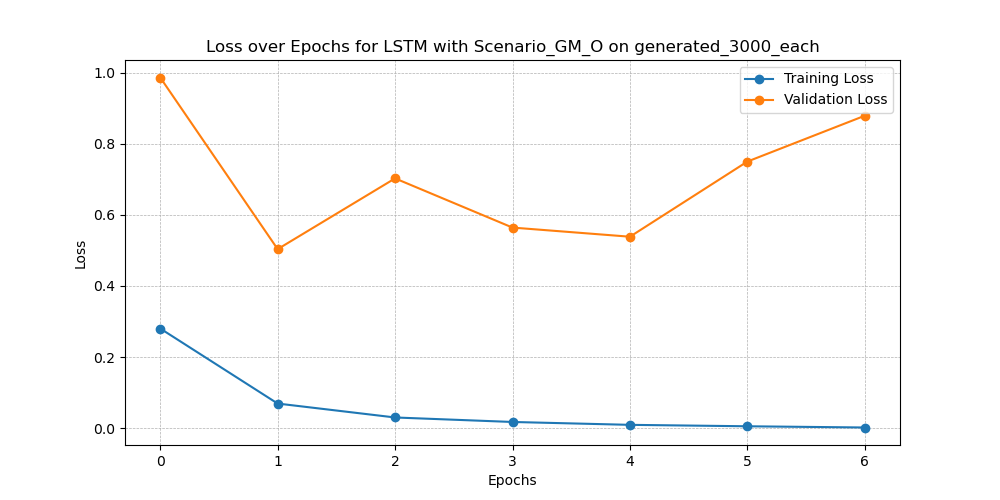 Loss over Epochs for LSTM with Scenario_GM_O on generated_3000_each
Training Loss
Validation Loss
1.0
0.8
0.6
0.4
0.2
0.0
Loss
0 1 2 3 4 5 6
Epochs